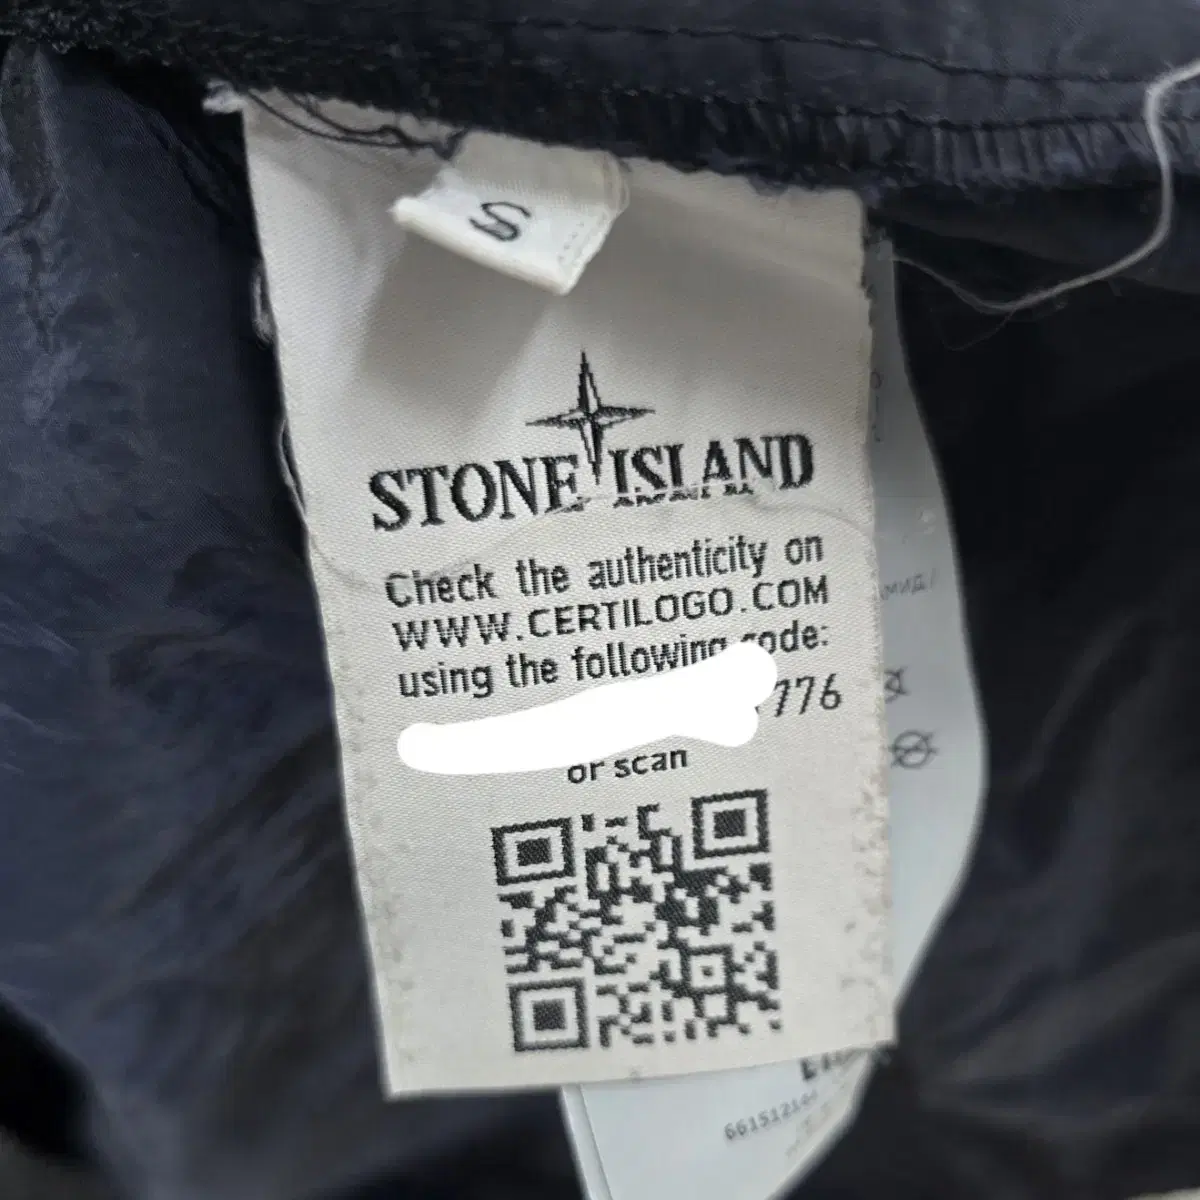 S
STONE ISLAND
Check the authenticity on
WWW.CERTILOGO.COM
using the following code:
776
or scan